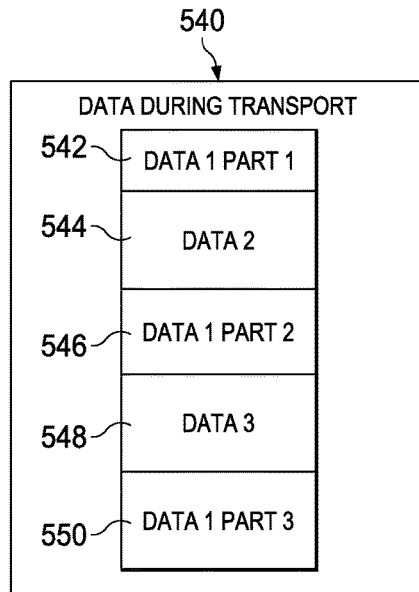 540
DATA DURING TRANSPORT
542
DATA 1 PART 1
544
DATA 2
546
DATA 1 PART 2
548
DATA 3
550
DATA 1 PART 3